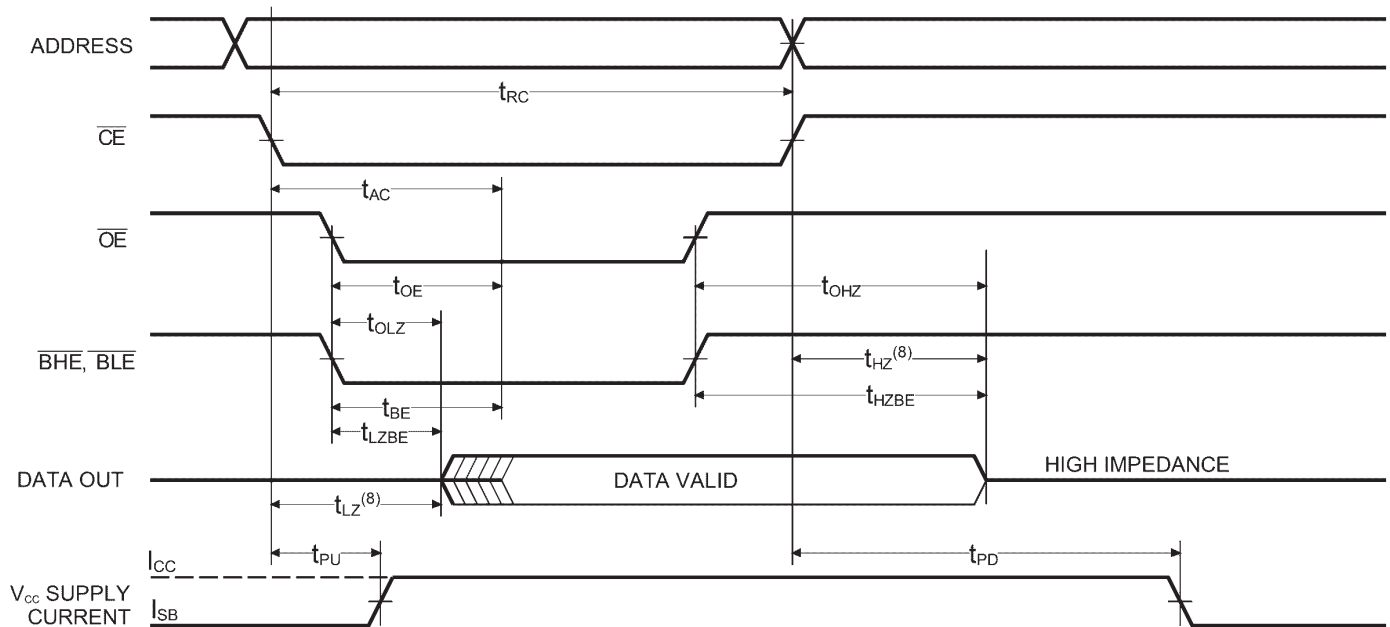 ADDRESS
tRC
CE
tAC
OE
tOE
tOHZ
tOLZ
BHE, BLE
tHZ(8)
tBE
tHZBE
tLZBE
DATA OUT
DATA VALID
HIGH IMPEDANCE
tLZ(8)
tPU
tPD
ICC
VCC SUPPLY
CURRENT
ISB